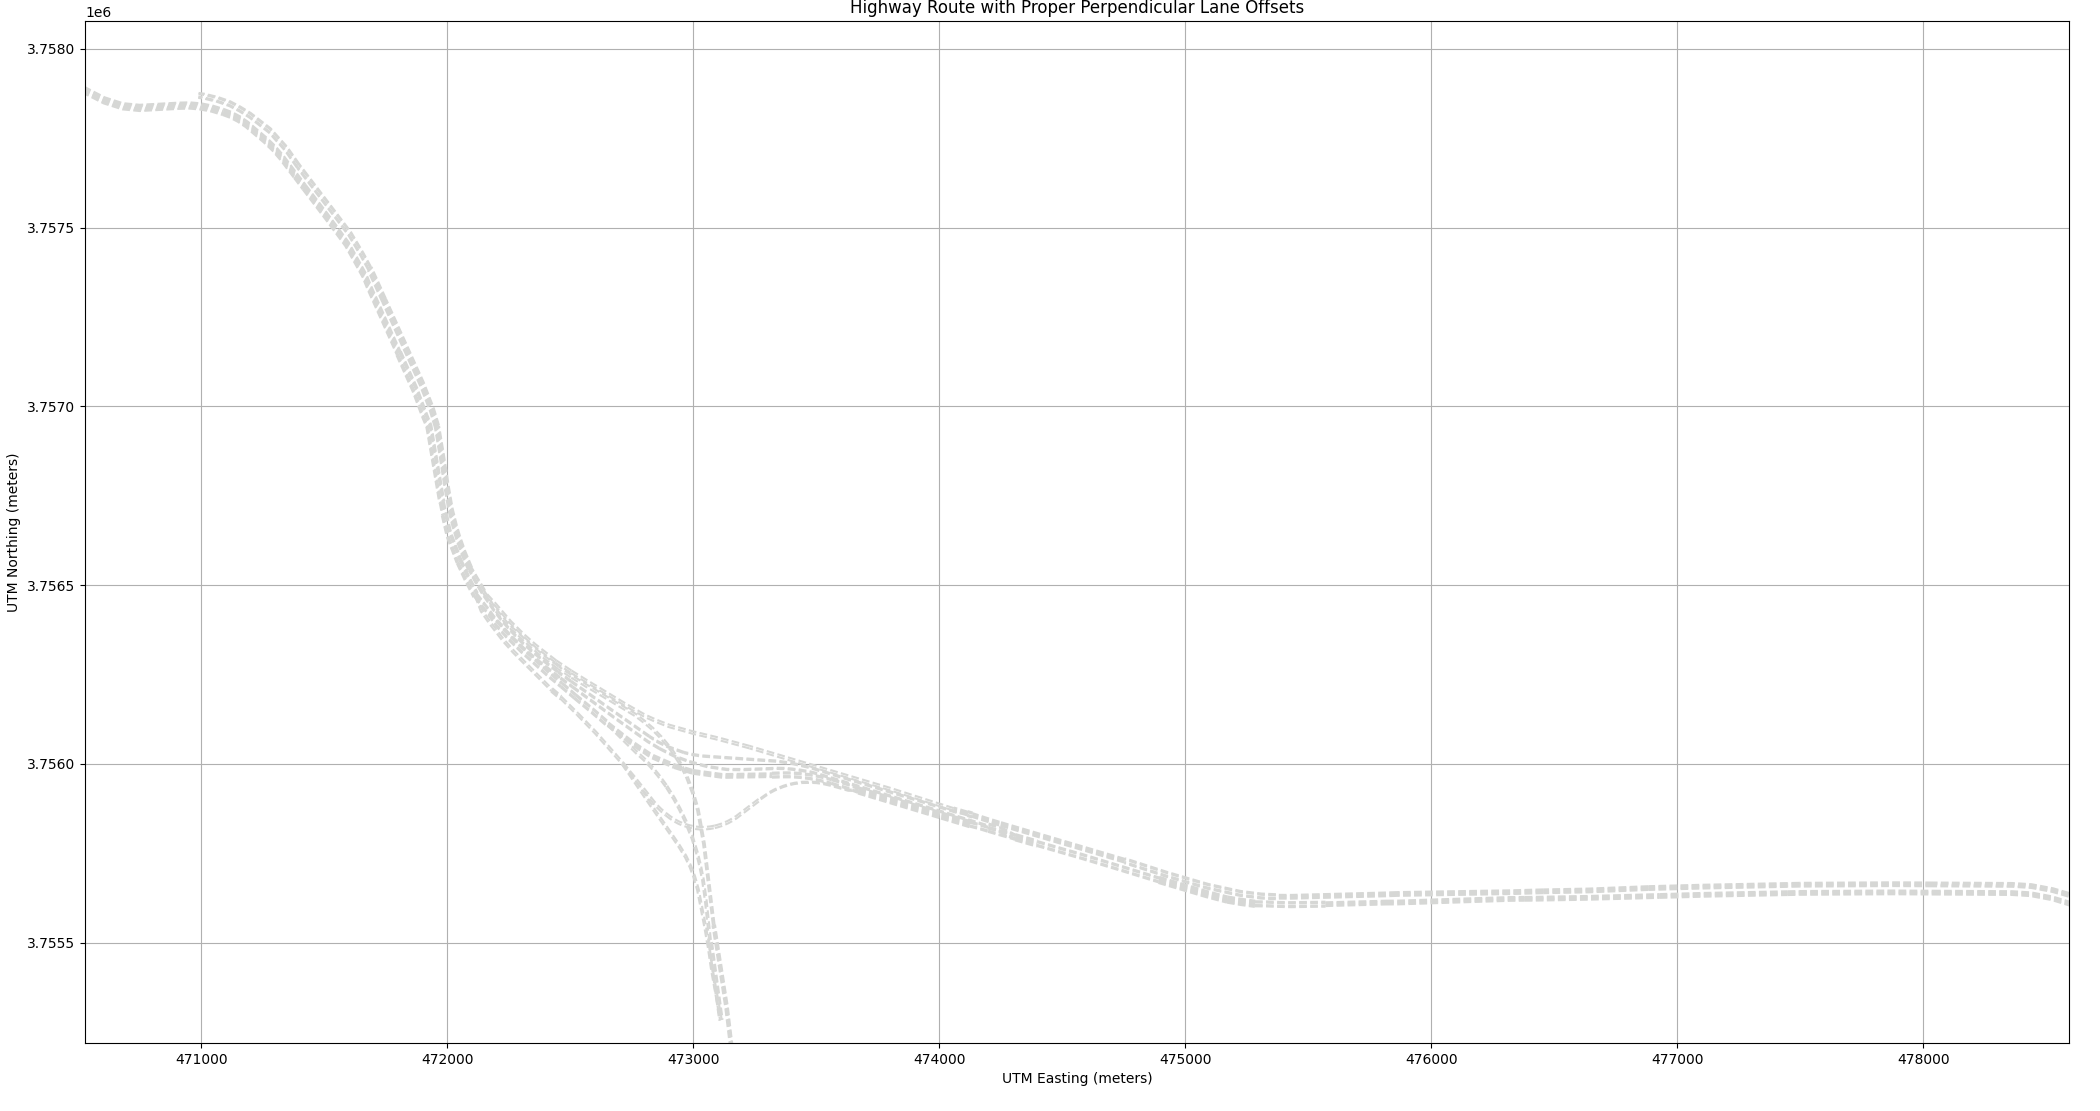 Highway Route with Proper Perpendicular Lane Offsets
1e6
3.7580
3.7575
3.7570
3.7565
3.7560
3.7555
UTM Northing (meters)
471000 472000 473000 474000 475000 476000 477000 478000
UTM Easting (meters)